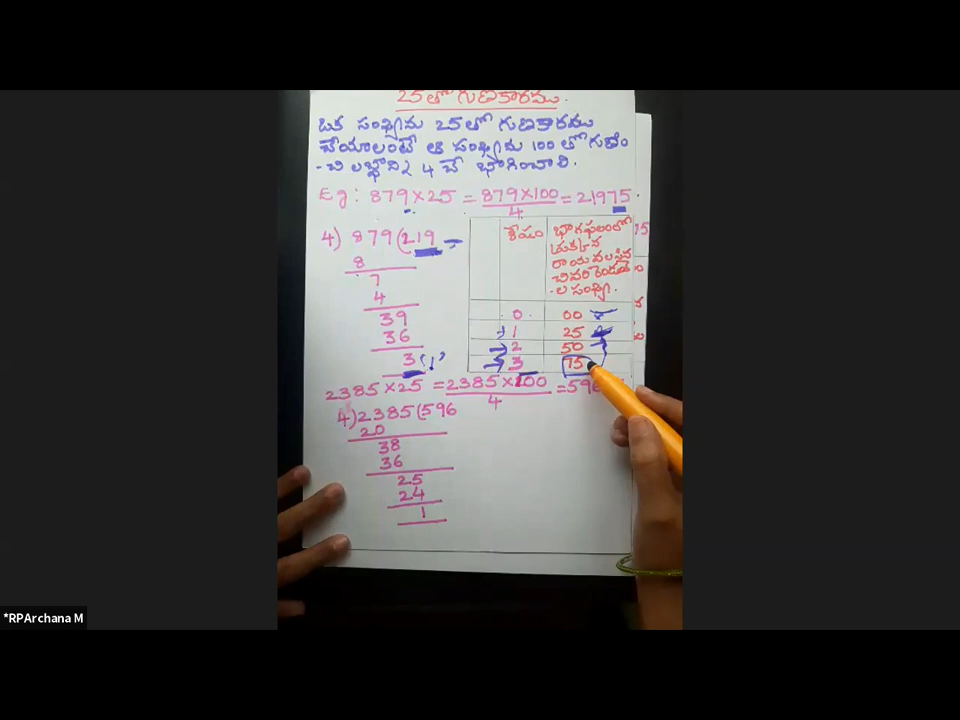 25తో గుణకారము.
ఒక సంఖ్యను 25తో గుణకారము
చేయాలంటే ఆ సంఖ్యను 100 తో గుణిం
-చి లబ్ధాన్ని 4 చే భాగించాలి.
Eg: 879×25 = 879×100 = 21975
4
4) 879(219
8
7
4
39
36
3
శేషం భాగఫలంలో
ప్రక్కన
రాయవలసిన
చివరి రెండంకె
-ల సంఖ్య.
0 00
1 25
2 50
3 75
2385×25 = 2385×100 = 596
4
4)2385(596
20
38
36
25
24
1
*RPArchana M